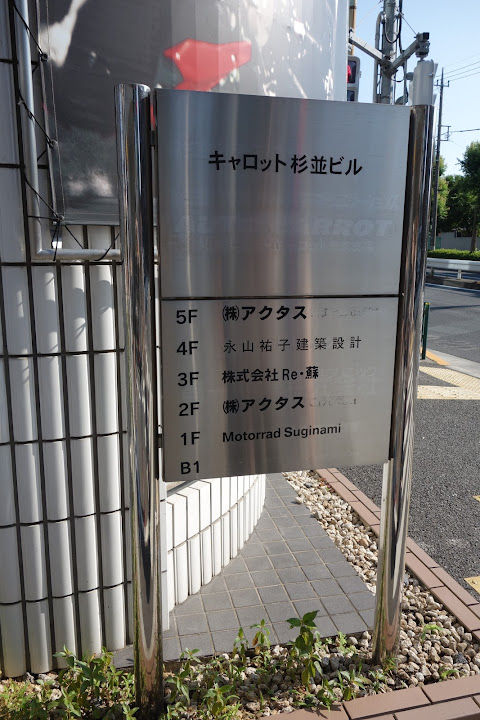 キャロット杉並ビル
5F ㈱アクタス
4F 永山祐子建築設計
3F 株式会社 Re・蘇
2F ㈱アクタス
1F Motorrad Suginami
B1